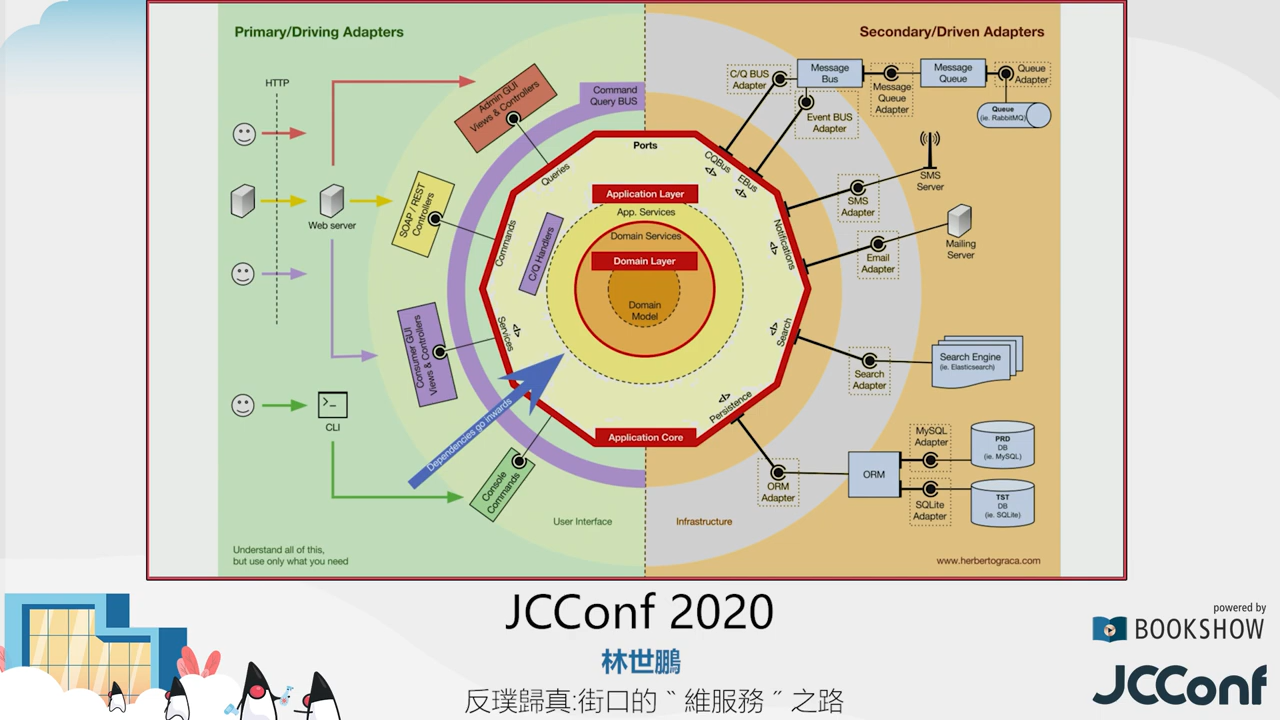 Primary/Driving Adapters
Secondary/Driven Adapters
HTTP
Web server
>_
CLI
Admin GUI
Views & Controllers
SOAP / REST
Controllers
Consumer GUI
Views & Controllers
Console
Commands
Command
Query BUS
Ports
Queries
Commands
Services
C/Q Handlers
Application Layer
App. Services
Domain Services
Domain Layer
Domain
Model
Application Core
Dependencies go inwards
CQBus
EBus
Notifications
Search
Persistence
C/Q BUS
Adapter
Message
Bus
Event BUS
Adapter
Message
Queue
Adapter
Message
Queue
Queue
Adapter
Queue
(ie. RabbitMQ)
SMS
Server
SMS
Adapter
Mailing
Server
Email
Adapter
Search Engine
(ie. Elasticsearch)
Search
Adapter
MySQL
Adapter
PRD
DB
(ie. MySQL)
ORM
ORM
Adapter
SQLite
Adapter
TST
DB
(ie. SQLite)
User Interface
Infrastructure
Understand all of this,
but use only what you need
www.herbertograca.com
JCConf 2020
林世鵬
反璞歸真:街口的〝維服務〞之路
powered by
BOOKSHOW
JCConf